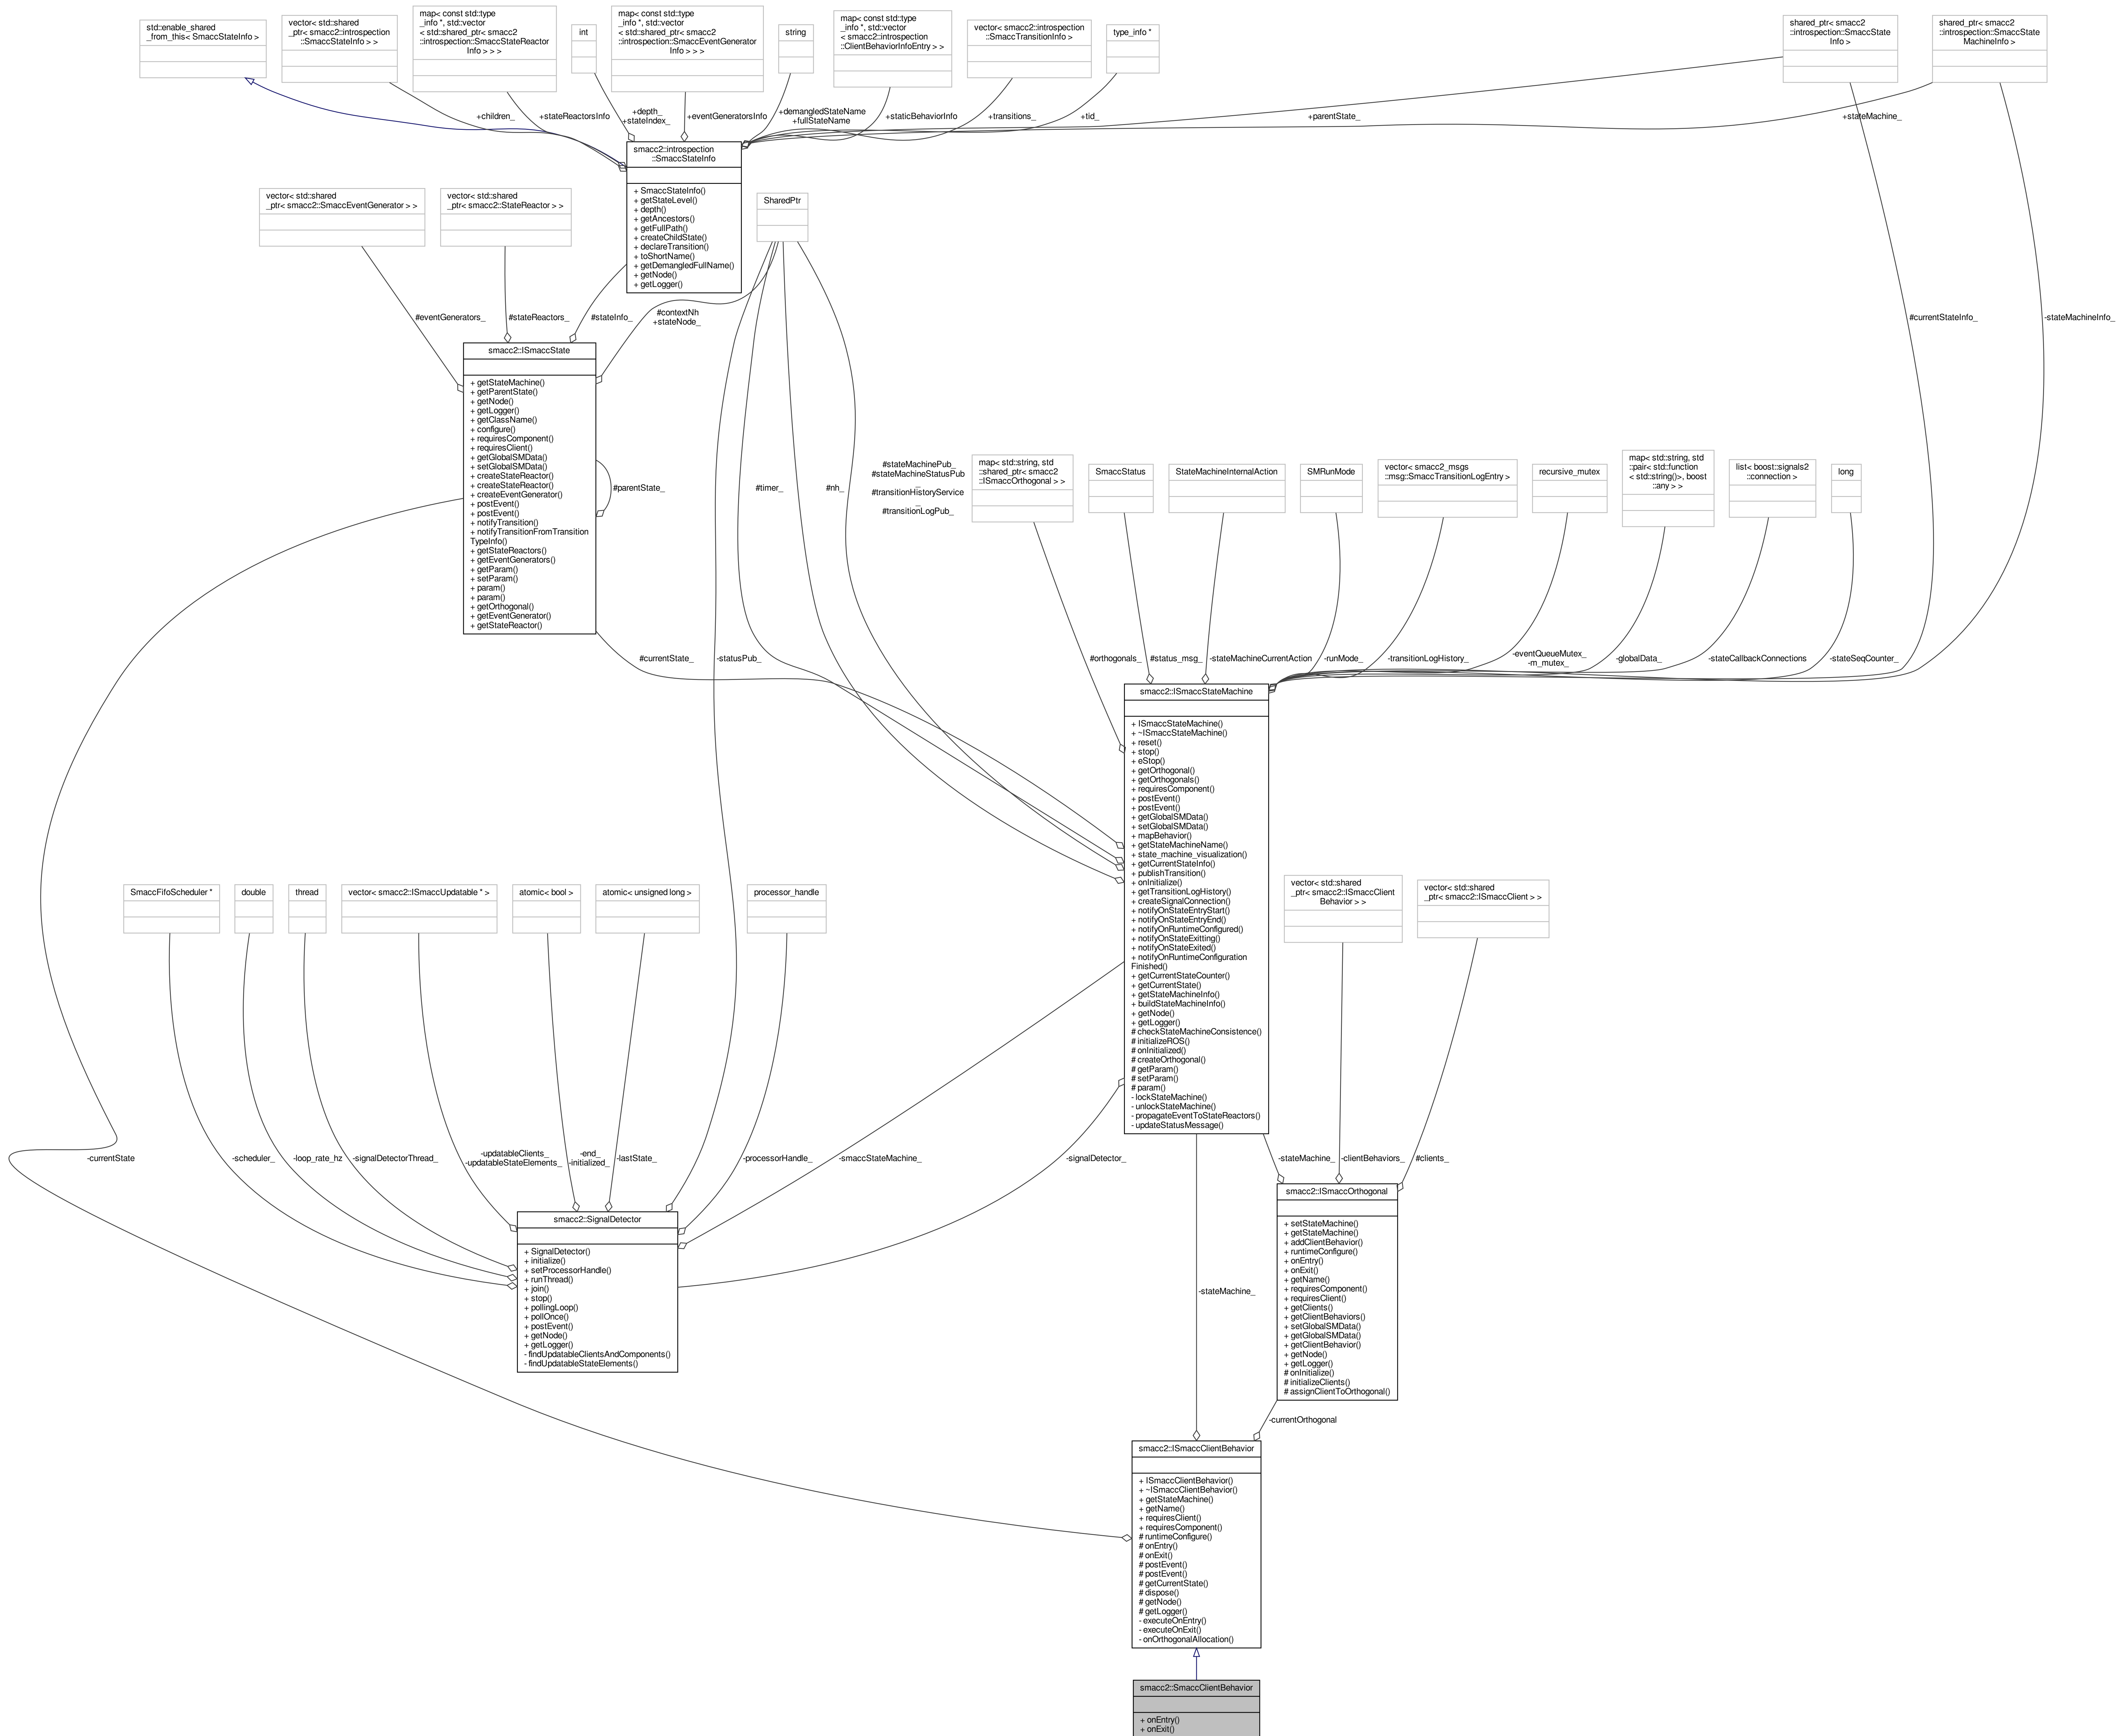 std::enable_shared
_from_this< SmaccStateInfo >
vector< std::shared
_ptr< smacc2::introspection
::SmaccStateInfo > >
map< const std::type
_info *, std::vector
< std::shared_ptr< smacc2
::introspection::SmaccStateReactor
Info > > >
int
map< const std::type
_info *, std::vector
< std::shared_ptr< smacc2
::introspection::SmaccEventGenerator
Info > > >
string
map< const std::type
_info *, std::vector
< smacc2::introspection
::ClientBehaviorInfoEntry > >
vector< smacc2::introspection
::SmaccTransitionInfo >
type_info *
shared_ptr< smacc2
::introspection::SmaccState
Info >
shared_ptr< smacc2
::introspection::SmaccState
MachineInfo >
+children_
+stateReactorsInfo
+depth_
+stateIndex_
+eventGeneratorsInfo
+demangledStateName
+fullStateName
+staticBehaviorInfo
+transitions_
+tid_
+parentState_
+stateMachine_
smacc2::introspection
::SmaccStateInfo
+ SmaccStateInfo()
+ getStateLevel()
+ depth()
+ getAncestors()
+ getFullPath()
+ createChildState()
+ declareTransition()
+ toShortName()
+ getDemangledFullName()
+ getNode()
+ getLogger()
vector< std::shared
_ptr< smacc2::SmaccEventGenerator > >
vector< std::shared
_ptr< smacc2::StateReactor > >
SharedPtr
#eventGenerators_
#stateReactors_
#stateInfo_
#contextNh
+stateNode_
#currentStateInfo_
-stateMachineInfo_
smacc2::ISmaccState
+ getStateMachine()
+ getParentState()
+ getNode()
+ getLogger()
+ getClassName()
+ configure()
+ requiresComponent()
+ requiresClient()
+ getGlobalSMData()
+ setGlobalSMData()
+ createStateReactor()
+ createStateReactor()
+ createEventGenerator()
+ postEvent()
+ postEvent()
+ notifyTransition()
+ notifyTransitionFromTransition
TypeInfo()
+ getStateReactors()
+ getEventGenerators()
+ getParam()
+ setParam()
+ param()
+ param()
+ getOrthogonal()
+ getEventGenerator()
+ getStateReactor()
#parentState_
#timer_
#nh_
#stateMachinePub_
#stateMachineStatusPub
_
#transitionHistoryService
_
#transitionLogPub_
map< std::string, std
::shared_ptr< smacc2
::ISmaccOrthogonal > >
SmaccStatus
StateMachineInternalAction
SMRunMode
vector< smacc2_msgs
::msg::SmaccTransitionLogEntry >
recursive_mutex
map< std::string, std
::pair< std::function
< std::string()>, boost
::any > >
list< boost::signals2
::connection >
long
#currentState_
-statusPub_
#orthogonals_
#status_msg_
-stateMachineCurrentAction
-runMode_
-transitionLogHistory_
-eventQueueMutex_
-m_mutex_
-globalData_
-stateCallbackConnections
-stateSeqCounter_
smacc2::ISmaccStateMachine
+ ISmaccStateMachine()
+ ~ISmaccStateMachine()
+ reset()
+ stop()
+ eStop()
+ getOrthogonal()
+ getOrthogonals()
+ requiresComponent()
+ postEvent()
+ postEvent()
+ getGlobalSMData()
+ setGlobalSMData()
+ mapBehavior()
+ getStateMachineName()
+ state_machine_visualization()
+ getCurrentStateInfo()
+ publishTransition()
+ onInitialize()
+ getTransitionLogHistory()
+ createSignalConnection()
+ notifyOnStateEntryStart()
+ notifyOnStateEntryEnd()
+ notifyOnRuntimeConfigured()
+ notifyOnStateExitting()
+ notifyOnStateExited()
+ notifyOnRuntimeConfiguration
Finished()
+ getCurrentStateCounter()
+ getCurrentState()
+ getStateMachineInfo()
+ buildStateMachineInfo()
+ getNode()
+ getLogger()
# checkStateMachineConsistence()
# initializeROS()
# onInitialized()
# createOrthogonal()
# getParam()
# setParam()
# param()
- lockStateMachine()
- unlockStateMachine()
- propagateEventToStateReactors()
- updateStatusMessage()
SmaccFifoScheduler *
double
thread
vector< smacc2::ISmaccUpdatable * >
atomic< bool >
atomic< unsigned long >
processor_handle
vector< std::shared
_ptr< smacc2::ISmaccClient
Behavior > >
vector< std::shared
_ptr< smacc2::ISmaccClient > >
-currentState
-scheduler_
-loop_rate_hz
-signalDetectorThread_
-updatableClients_
-updatableStateElements_
-end_
-initialized_
-lastState_
-processorHandle_
-smaccStateMachine_
-signalDetector_
-stateMachine_
-clientBehaviors_
#clients_
smacc2::SignalDetector
+ SignalDetector()
+ initialize()
+ setProcessorHandle()
+ runThread()
+ join()
+ stop()
+ pollingLoop()
+ pollOnce()
+ postEvent()
+ getNode()
+ getLogger()
- findUpdatableClientsAndComponents()
- findUpdatableStateElements()
smacc2::ISmaccOrthogonal
+ setStateMachine()
+ getStateMachine()
+ addClientBehavior()
+ runtimeConfigure()
+ onEntry()
+ onExit()
+ getName()
+ requiresComponent()
+ requiresClient()
+ getClients()
+ getClientBehaviors()
+ setGlobalSMData()
+ getGlobalSMData()
+ getClientBehavior()
+ getNode()
+ getLogger()
# onInitialize()
# initializeClients()
# assignClientToOrthogonal()
-stateMachine_
-currentOrthogonal
smacc2::ISmaccClientBehavior
+ ISmaccClientBehavior()
+ ~ISmaccClientBehavior()
+ getStateMachine()
+ getName()
+ requiresClient()
+ requiresComponent()
# runtimeConfigure()
# onEntry()
# onExit()
# postEvent()
# postEvent()
# getCurrentState()
# dispose()
# getNode()
# getLogger()
- executeOnEntry()
- executeOnExit()
- onOrthogonalAllocation()
smacc2::SmaccClientBehavior
+ onEntry()
+ onExit()